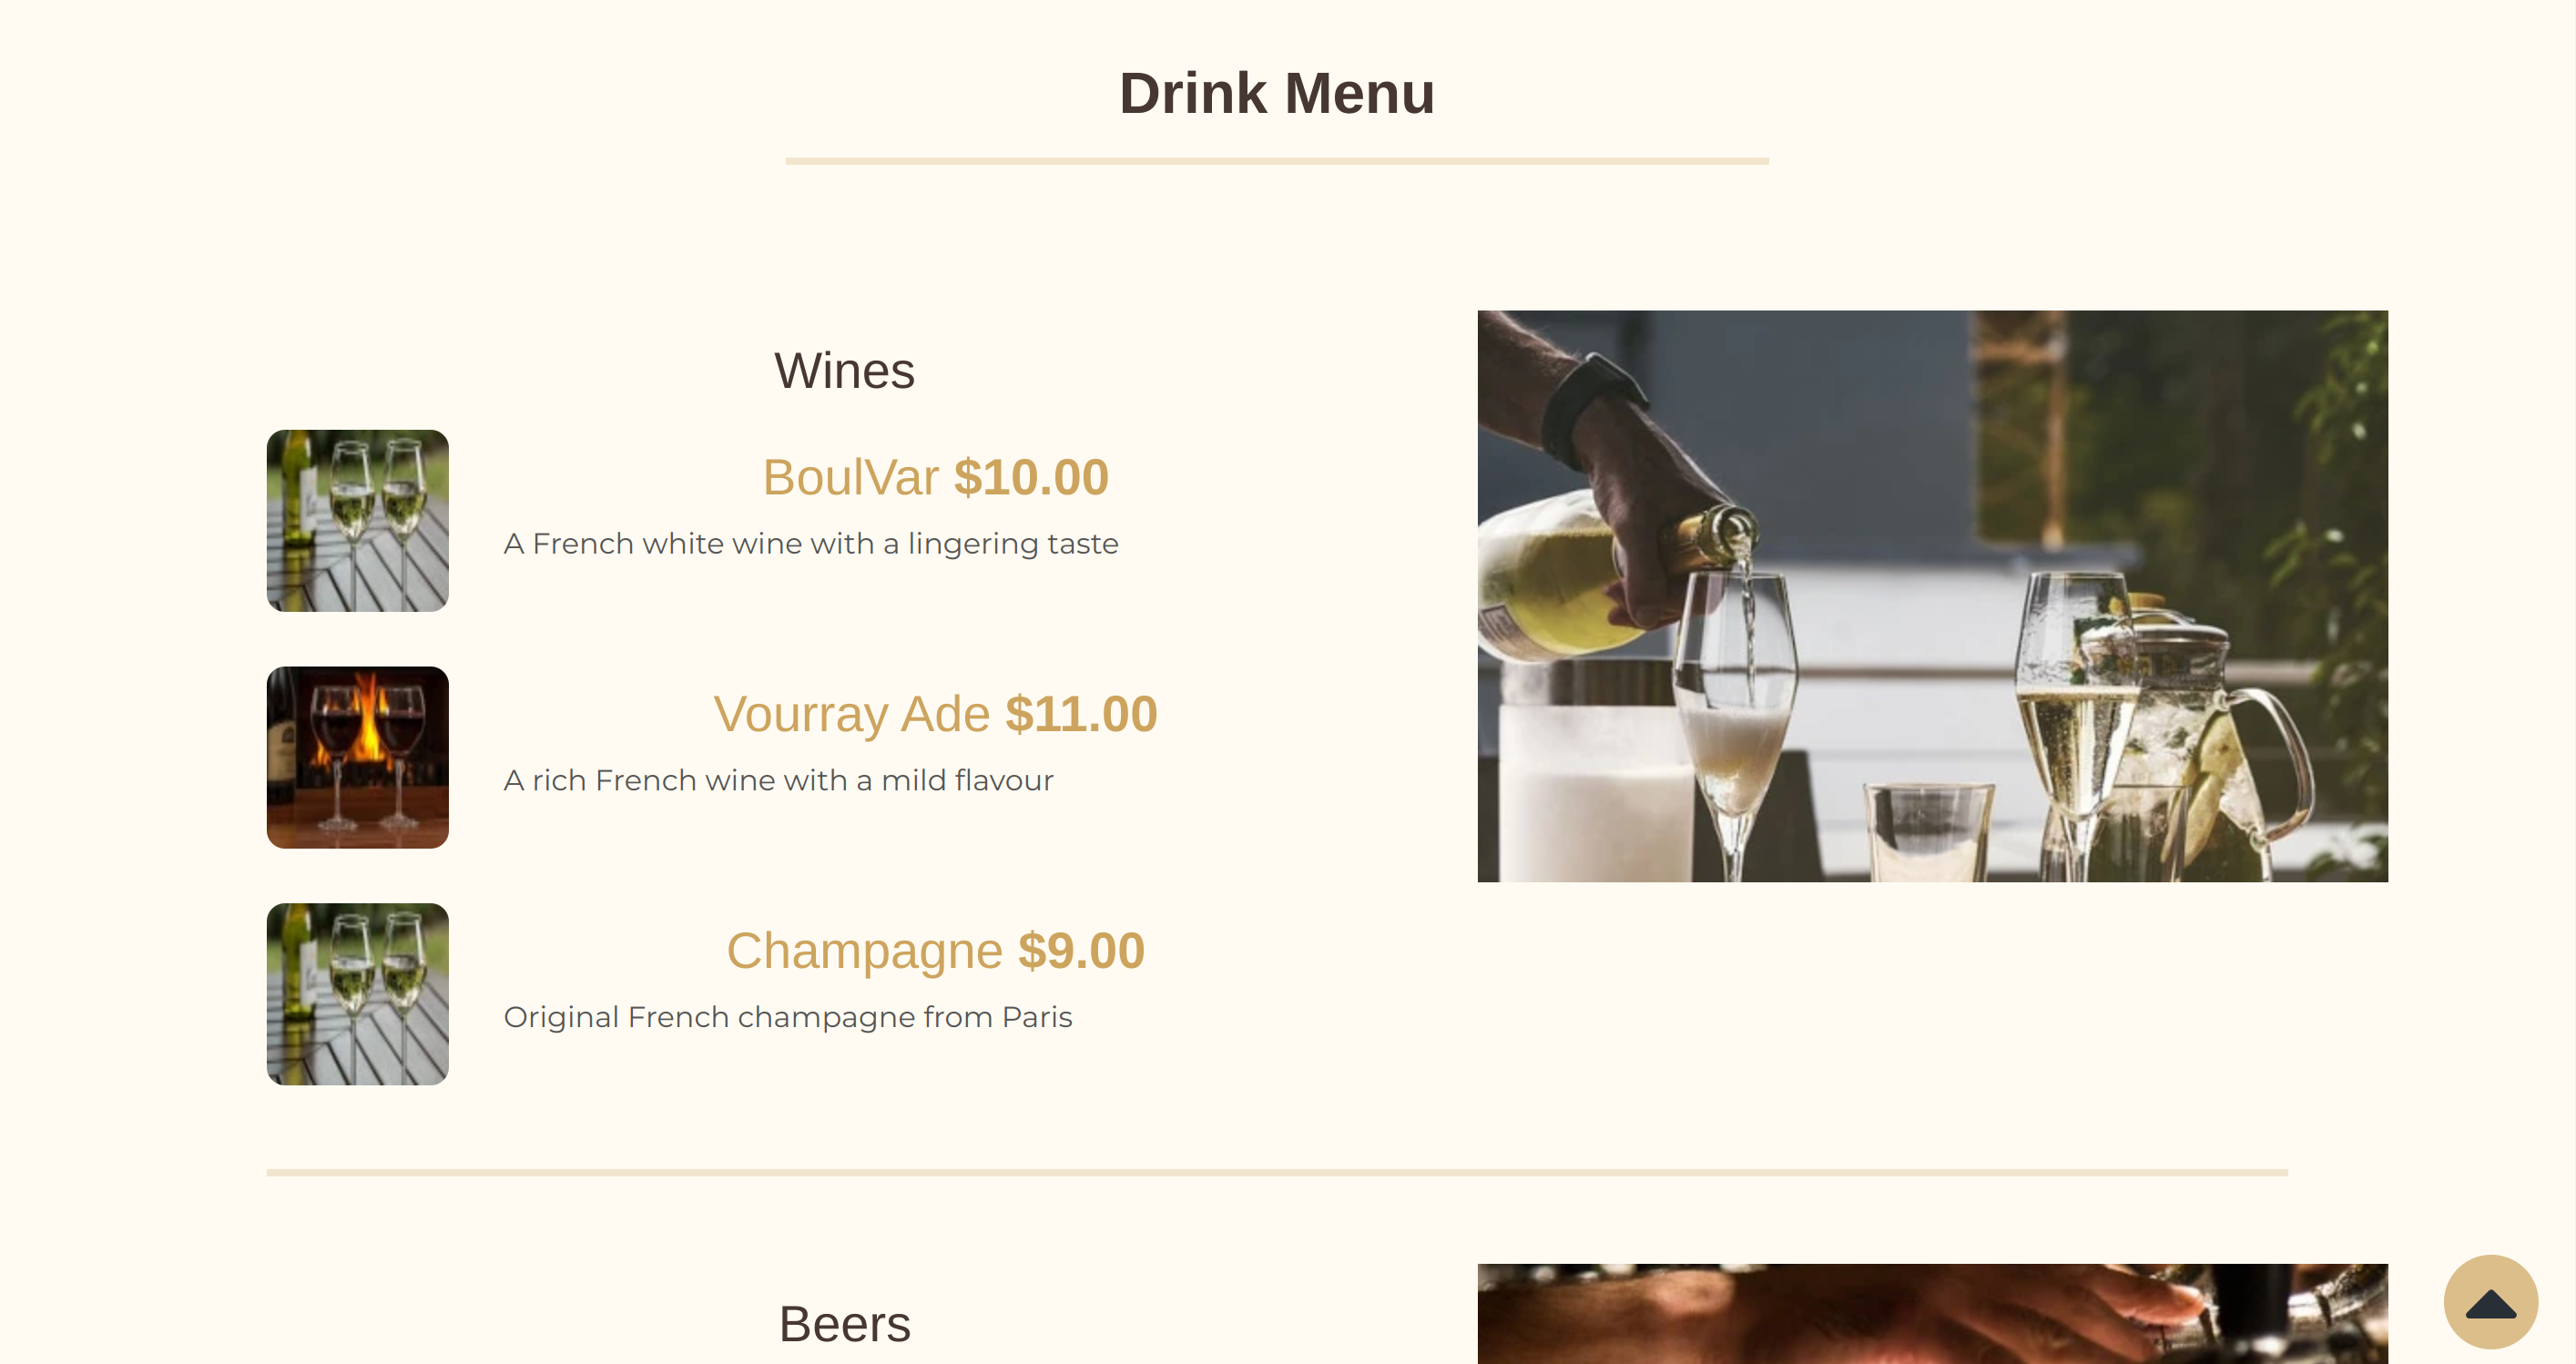 Drink Menu
Wines
BoulVar $10.00
A French white wine with a lingering taste
Vourray Ade $11.00
A rich French wine with a mild flavour
Champagne $9.00
Original French champagne from Paris
Beers